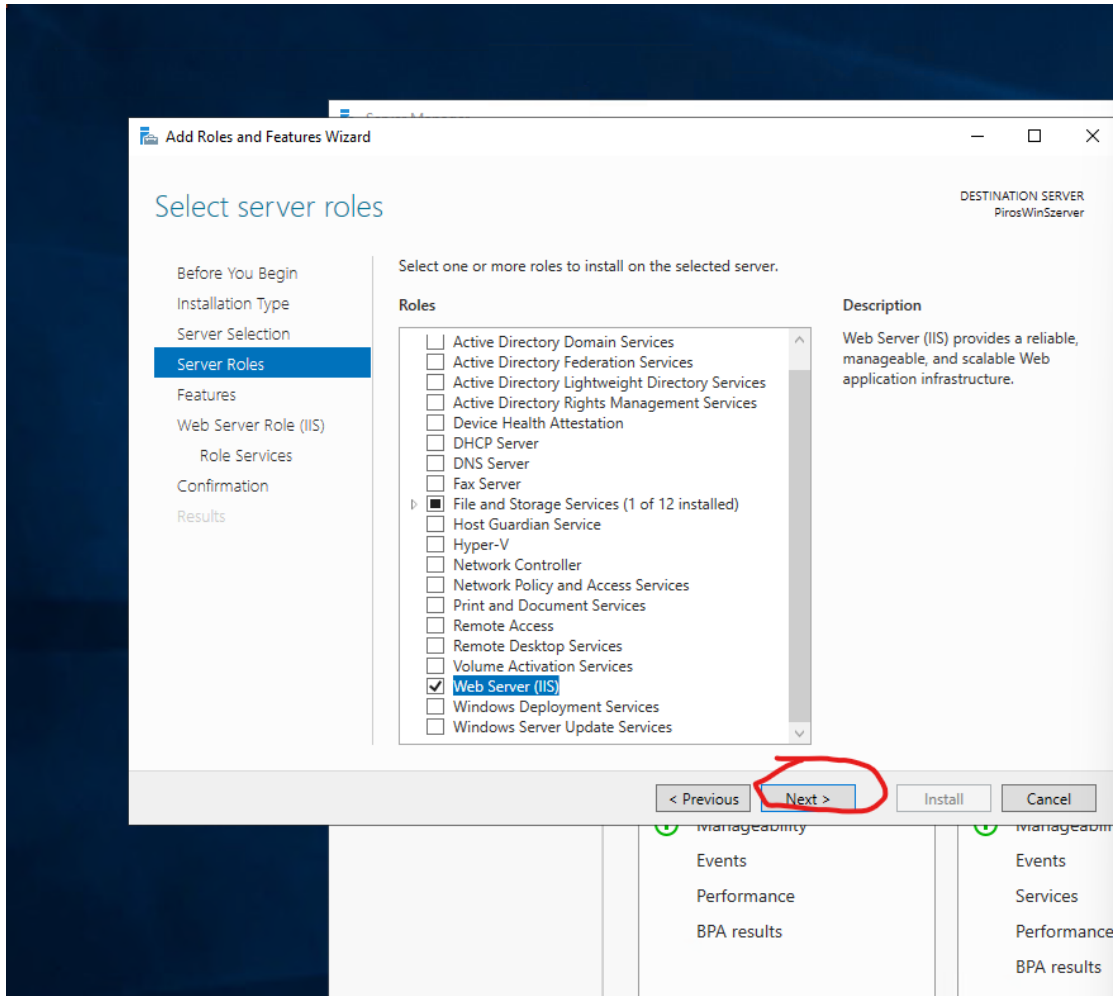 Add Roles and Features Wizard
Select server roles
DESTINATION SERVER
PirosWinSzerver
Before You Begin
Installation Type
Server Selection
Server Roles
Features
Web Server Role (IIS)
Role Services
Confirmation
Results
Select one or more roles to install on the selected server.
Roles
Active Directory Domain Services
Active Directory Federation Services
Active Directory Lightweight Directory Services
Active Directory Rights Management Services
Device Health Attestation
DHCP Server
DNS Server
Fax Server
File and Storage Services (1 of 12 installed)
Host Guardian Service
Hyper-V
Network Controller
Network Policy and Access Services
Print and Document Services
Remote Access
Remote Desktop Services
Volume Activation Services
Web Server (IIS)
Windows Deployment Services
Windows Server Update Services
Description
Web Server (IIS) provides a reliable,
manageable, and scalable Web
application infrastructure.
< Previous
Next >
Install
Cancel
Manageability
Events
Performance
BPA results
Events
Services
Performance
BPA results